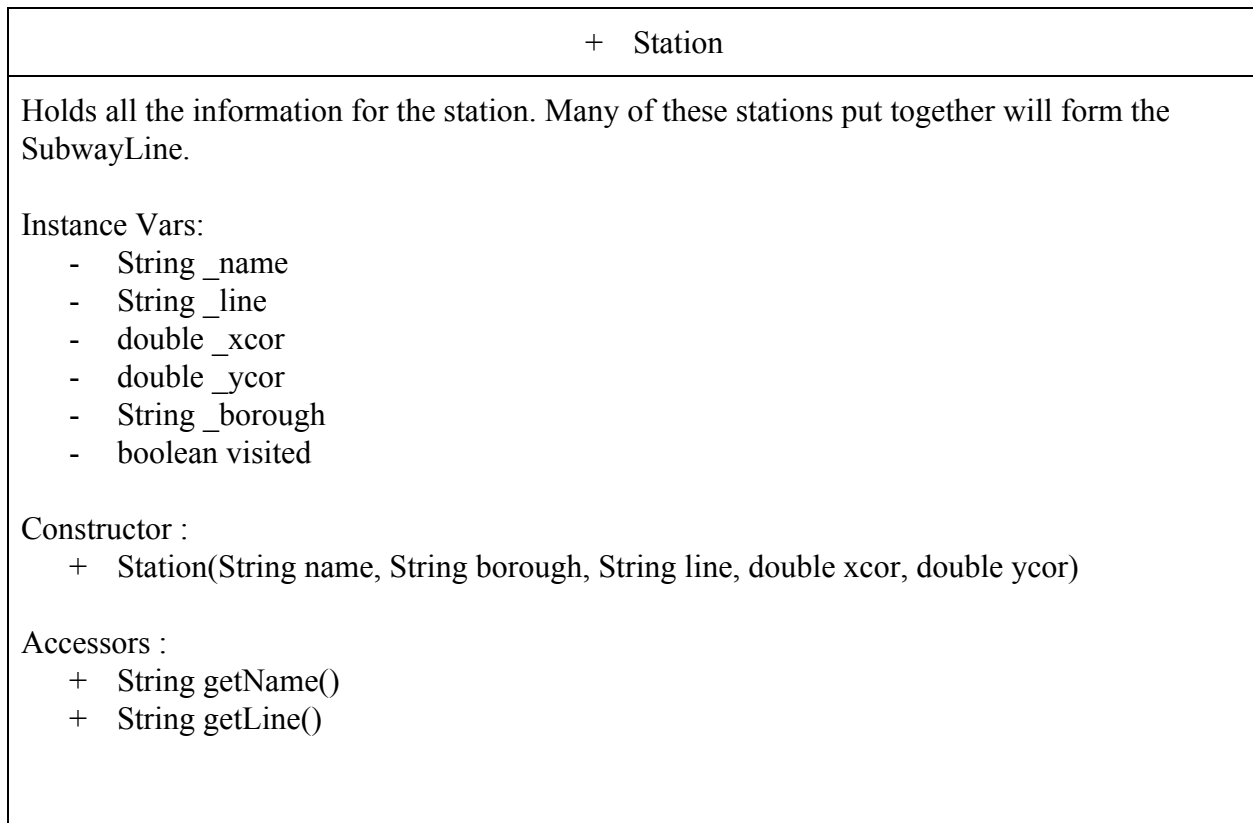 + Station
Holds all the information for the station. Many of these stations put together will form the
SubwayLine.
Instance Vars:
- String _name
- String _line
- double _xcor
- double _ycor
- String _borough
- boolean visited
Constructor :
+ Station(String name, String borough, String line, double xcor, double ycor)
Accessors :
+ String getName()
+ String getLine()